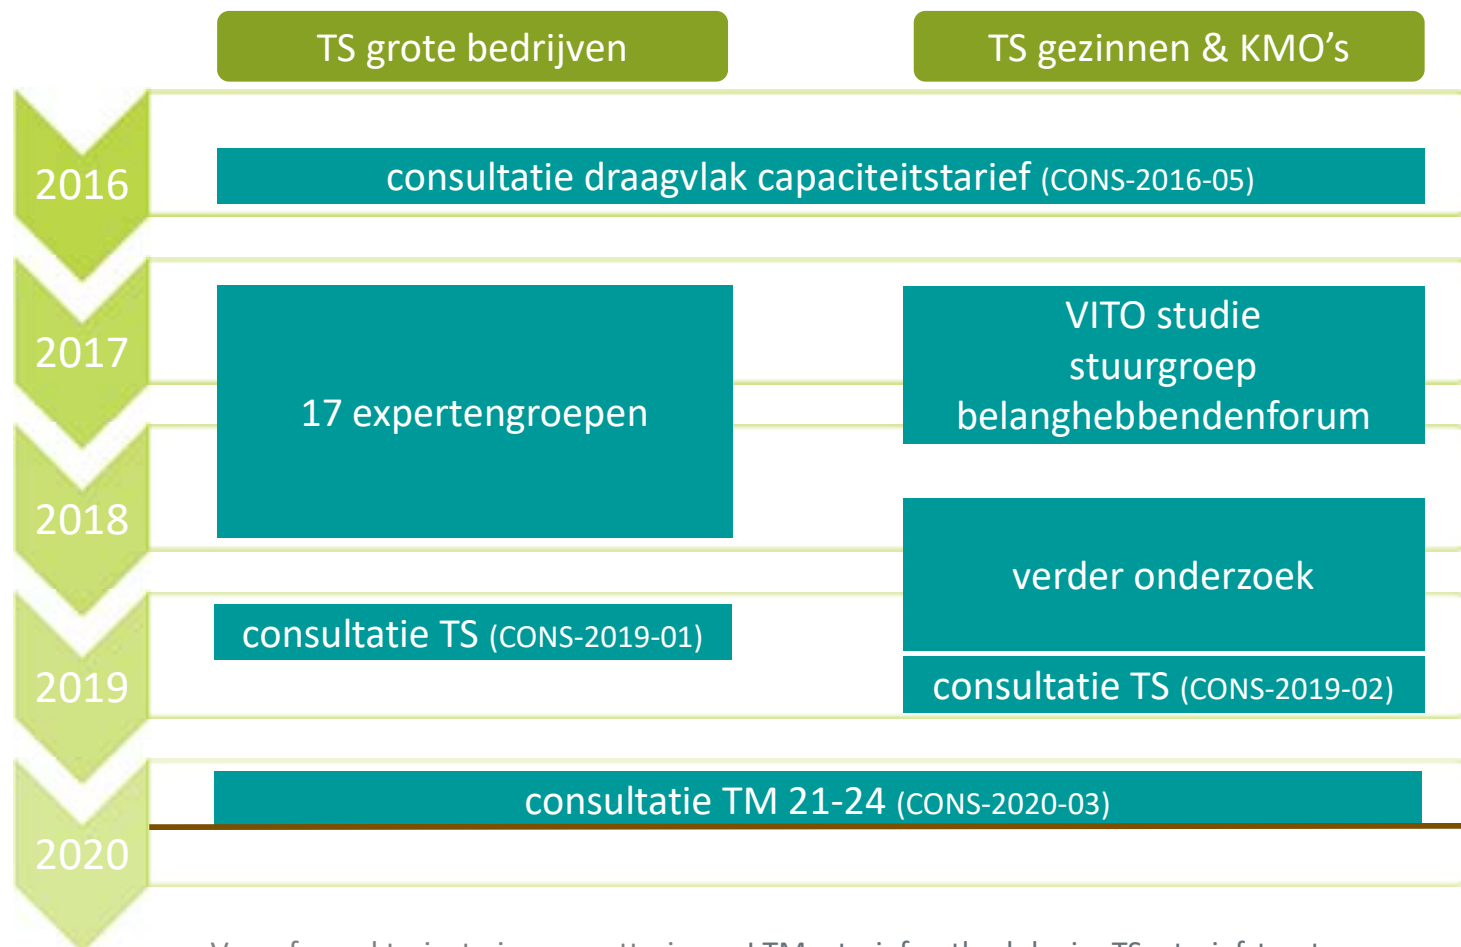 TS grote bedrijven
TS gezinnen & KMO's
2016
consultatie draagvlak capaciteitstarief (CONS-2016-05)
2017
17 expertengroepen
VITO studie
stuurgroep
belanghebbendenforum
2018
verder onderzoek
2019
consultatie TS (CONS-2019-01)
consultatie TS (CONS-2019-02)
2020
consultatie TM 21-24 (CONS-2020-03)